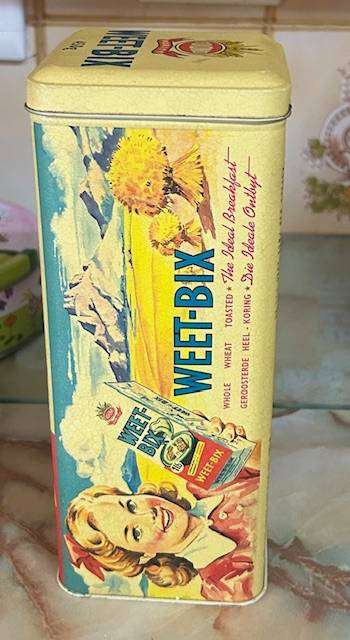 WEET-BIX
WEET-BIX
WHOLE WHEAT TOASTED ★ The Ideal Breakfast
GEROOSTERDE HEEL-KORING ★ Die Ideale Ontbyt
WEET-
BIX
WEET-BIX